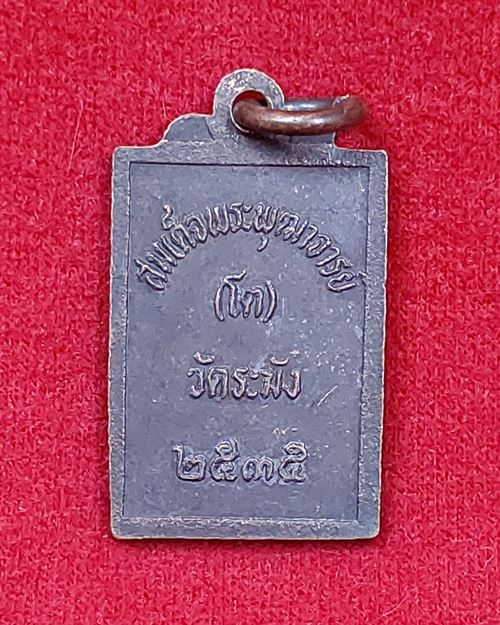 สมเด็จพระพุฒาจารย์
(โต)
วัดระฆัง
๒๕๓๕